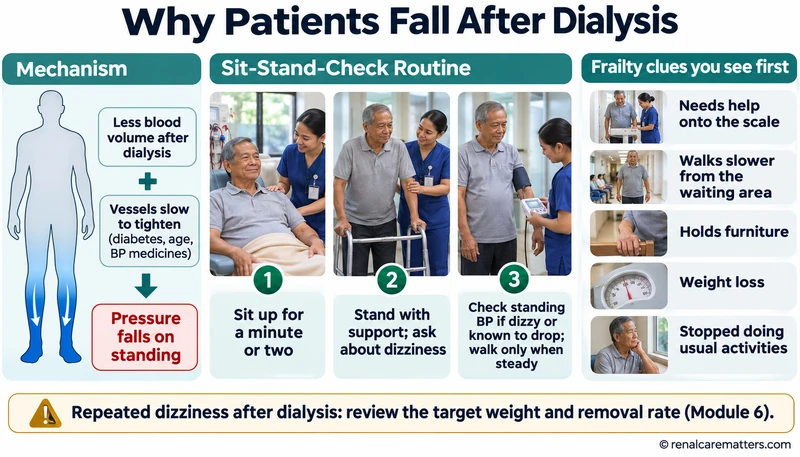 Why Patients Fall After Dialysis
Mechanism
Less blood
volume after
dialysis
+
Vessels slow
to tighten
(diabetes, age,
BP medicines)
Pressure
falls on
standing
Sit-Stand-Check Routine
1
Sit up for
a minute
or two
2
Stand with
support; ask
about dizziness
3
Check standing
BP if dizzy or
known to drop;
walk only when
steady
Frailty clues you see first
Needs help
onto the scale
Walks slower
from the
waiting area
Holds furniture
Weight loss
Stopped doing
usual activities
Repeated dizziness after dialysis: review the target weight and removal rate (Module 6).
© renalcarematters.com